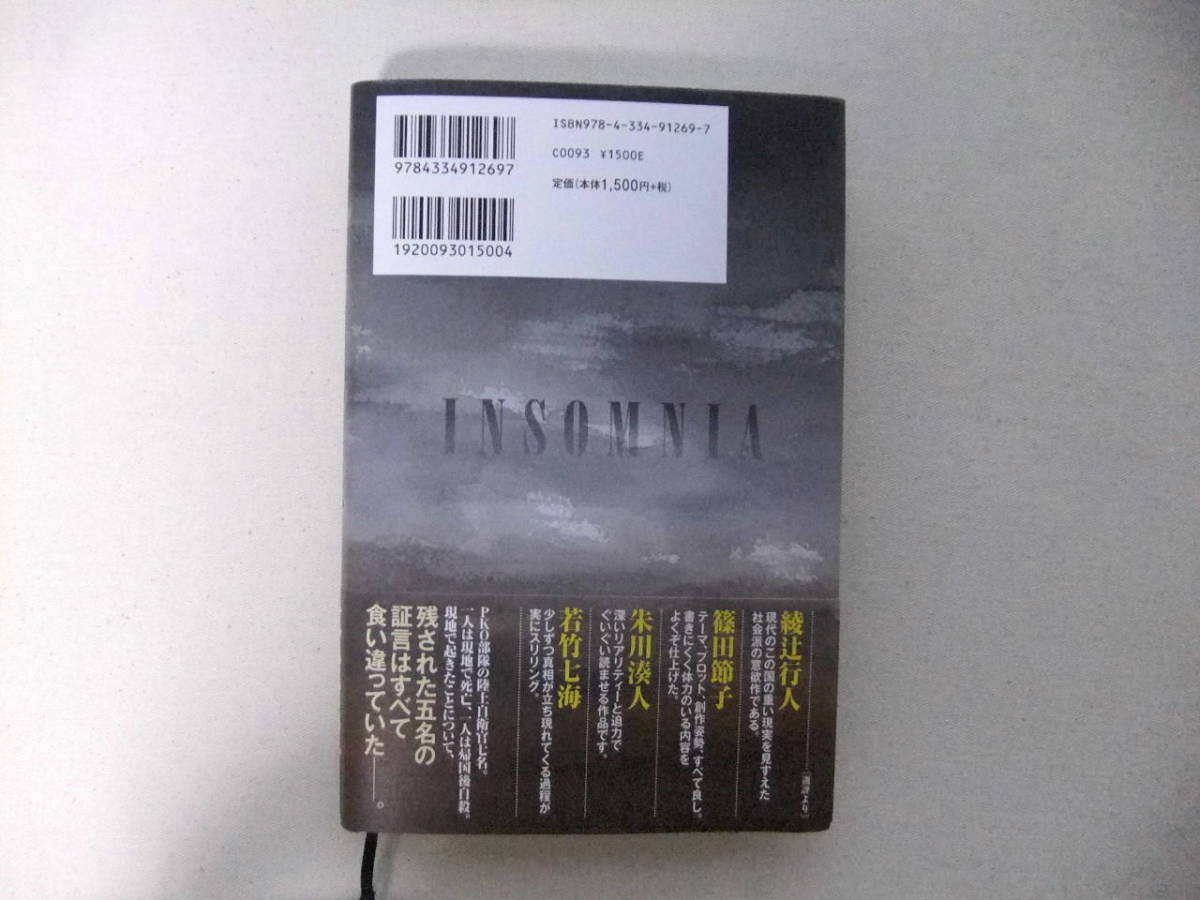 9784334912697
ISBN978-4-334-91269-7
C0093 ¥1500E
定価(本体1,500円+税)
1920093015004
INSOMNIA
[選評より]
綾辻行人
現代のこの国の重い現実を見すえた
社会派の意欲作である。
篠田節子
テーマ、プロット、創作姿勢、すべて良し。
書きにくく体力のいる内容を
よくぞ仕上げた。
朱川湊人
深いリアリティーと迫力で
ぐいぐい読ませる作品です。
若竹七海
少しずつ真相が立ち現れてくる過程が
実にスリリング。
PKO部隊の陸上自衛官七名。
一人は現地で死亡、一人は帰国後自殺。
現地で起きたことについて、
残された五名の
証言はすべて
食い違っていた——。